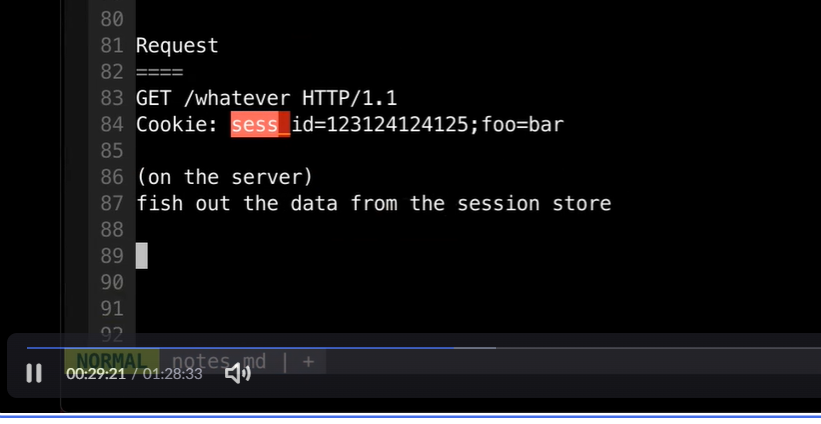 80
81 Request
82 ====
83 GET /whatever HTTP/1.1
84 Cookie: sess_id=123124124125;foo=bar
85
86 (on the server)
87 fish out the data from the session store
88
89
90
91
92
NORMAL notes.md | +
00:29:21 / 01:28:33